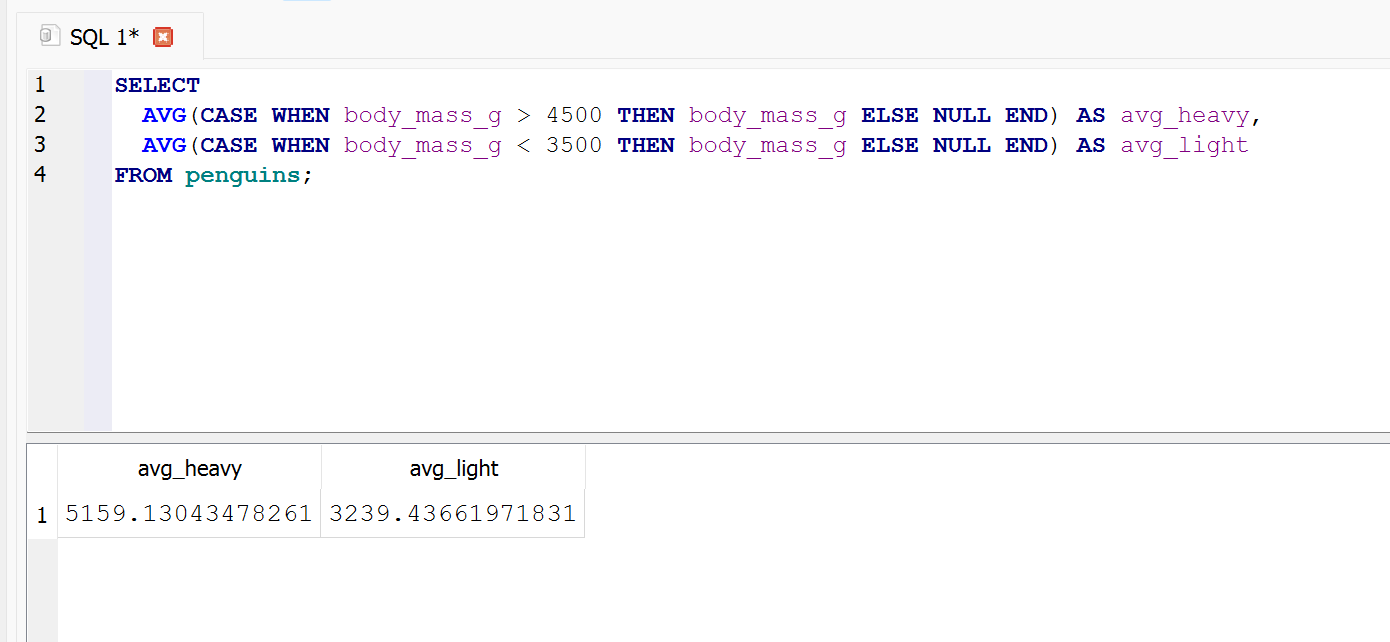 SQL 1*
1 SELECT
2   AVG(CASE WHEN body_mass_g > 4500 THEN body_mass_g ELSE NULL END) AS avg_heavy,
3   AVG(CASE WHEN body_mass_g < 3500 THEN body_mass_g ELSE NULL END) AS avg_light
4 FROM penguins;
avg_heavy avg_light
1 5159.13043478261 3239.43661971831